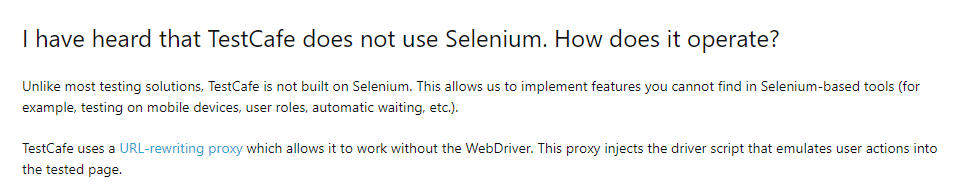 I have heard that TestCafe does not use Selenium. How does it operate?
Unlike most testing solutions, TestCafe is not built on Selenium. This allows us to implement features you cannot find in Selenium-based tools (for
example, testing on mobile devices, user roles, automatic waiting, etc.).
TestCafe uses a URL-rewriting proxy which allows it to work without the WebDriver. This proxy injects the driver script that emulates user actions into
the tested page.